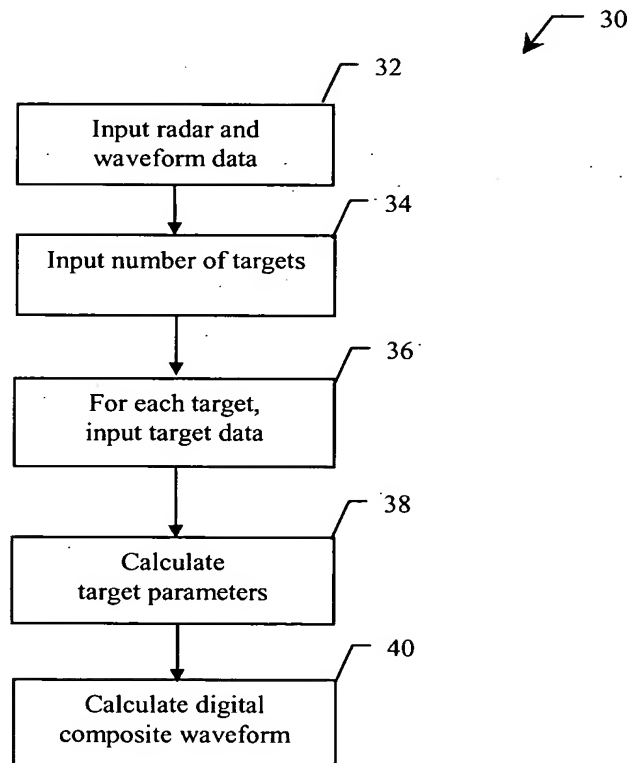 30
32
Input radar and
waveform data
34
Input number of targets
36
For each target,
input target data
38
Calculate
target parameters
40
Calculate digital
composite waveform